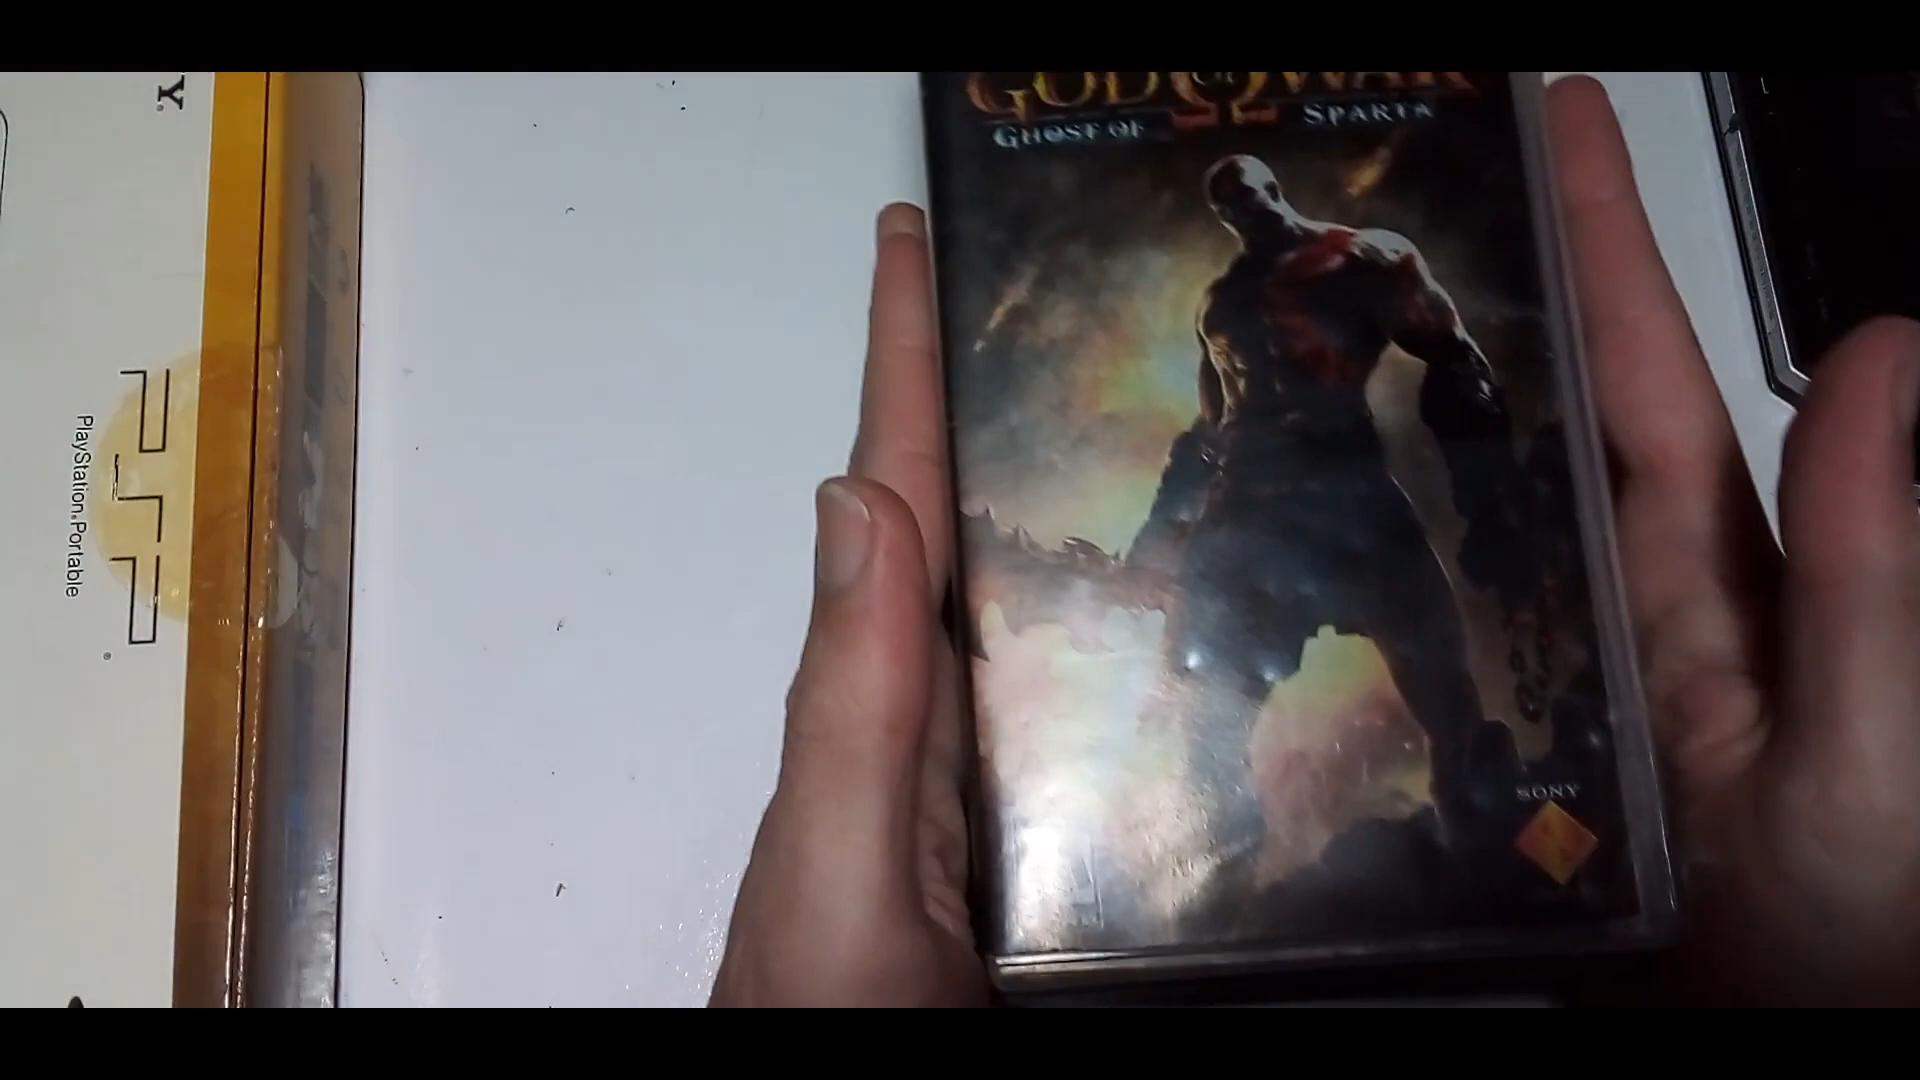 Y.
PSP
PlayStation®Portable
®
GOD OF WAR
GHOST OF SPARTA
SONY